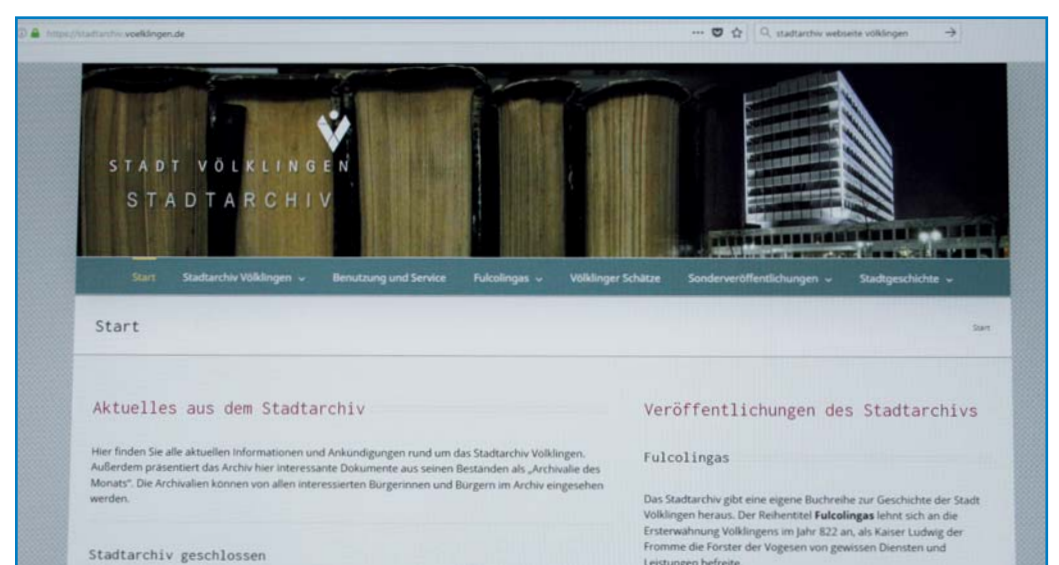 https://stadtarchiv.voelklingen.de
stadtarchiv webseite völklingen
STADT VÖLKLINGEN
STADTARCHIV
Start Stadtarchiv Völklingen Benutzung und Service Fulcolingas Völklinger Schätze Sonderveröffentlichungen Stadtgeschichte
Start
Start
Aktuelles aus dem Stadtarchiv
Hier finden Sie alle aktuellen Informationen und Ankündigungen rund um das Stadtarchiv Völklingen.
Außerdem präsentiert das Archiv hier interessante Dokumente aus seinen Beständen als „Archivalie des
Monats“. Die Archivalien können von allen interessierten Bürgerinnen und Bürgern im Archiv eingesehen
werden.
Stadtarchiv geschlossen
Veröffentlichungen des Stadtarchivs
Fulcolingas
Das Stadtarchiv gibt eine eigene Buchreihe zur Geschichte der Stadt
Völklingen heraus. Der Reihentitel Fulcolingas lehnt sich an die
Ersterwähnung Völklingens im Jahr 822 an, als Kaiser Ludwig der
Fromme die Förster der Vogesen von gewissen Diensten und
Leistungen befreite.